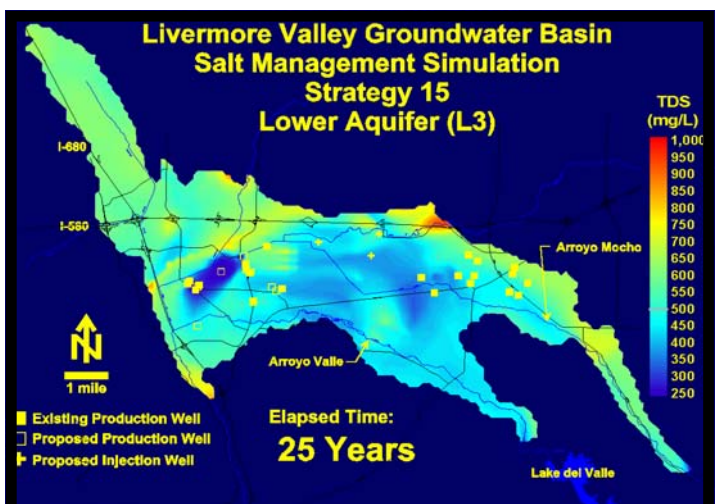 Livermore Valley Groundwater Basin
Salt Management Simulation
Strategy 15
Lower Aquifer (L3)
TDS
(mg/L)
1,000
950
900
850
800
750
700
650
600
550
500
450
400
350
300
250
I-680
I-580
Arroyo Mocho
Arroyo Valle
N
1 mile
Existing Production Well
Proposed Production Well
Proposed Injection Well
Elapsed Time:
25 Years
Lake del Valle